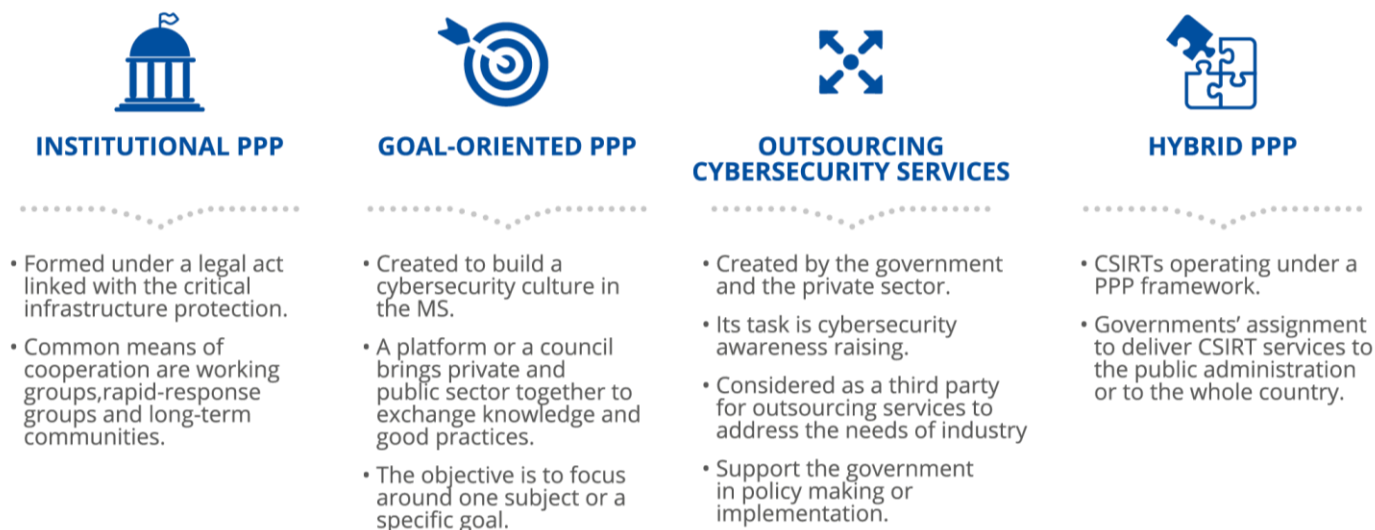 INSTITUTIONAL PPP
• Formed under a legal act
linked with the critical
infrastructure protection.
• Common means of
cooperation are working
groups,rapid-response
groups and long-term
communities.
GOAL-ORIENTED PPP
• Created to build a
cybersecurity culture in
the MS.
• A platform or a council
brings private and
public sector together to
exchange knowledge and
good practices.
• The objective is to focus
around one subject or a
specific goal.
OUTSOURCING
CYBERSECURITY SERVICES
• Created by the government
and the private sector.
• Its task is cybersecurity
awareness raising.
• Considered as a third party
for outsourcing services to
address the needs of industry
• Support the government
in policy making or
implementation.
HYBRID PPP
• CSIRTs operating under a
PPP framework.
• Governments’ assignment
to deliver CSIRT services to
the public administration
or to the whole country.